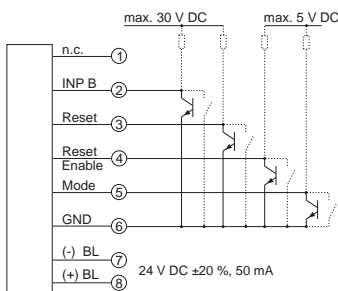 max. 30 V DC
max. 5 V DC
n.c. 1
INP B 2
Reset 3
Reset
Enable 4
Mode 5
GND 6
(-) BL 7
(+) BL 8
24 V DC ±20 %, 50 mA